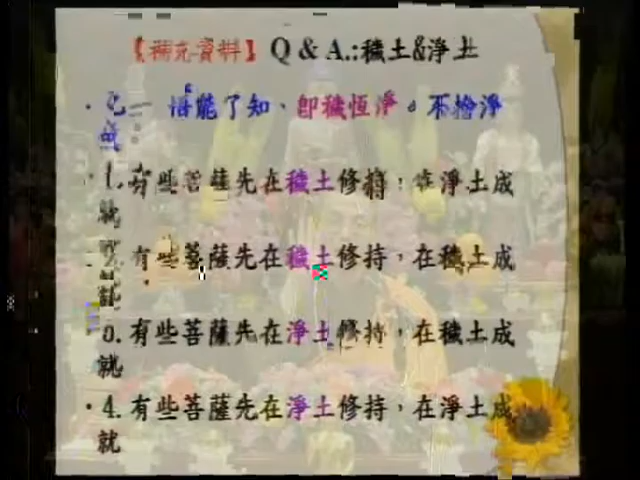 【補充資料】 Q & A.:穢土&淨土
能了知、即穢恆淨。不捨淨
1. 有些菩薩先在穢土修持,在淨土成
就
有些菩薩先在穢土修持,在穢土成
就
有些菩薩先在淨土修持,在穢土成
就
• 4. 有些菩薩先在淨土修持,在淨土成
就